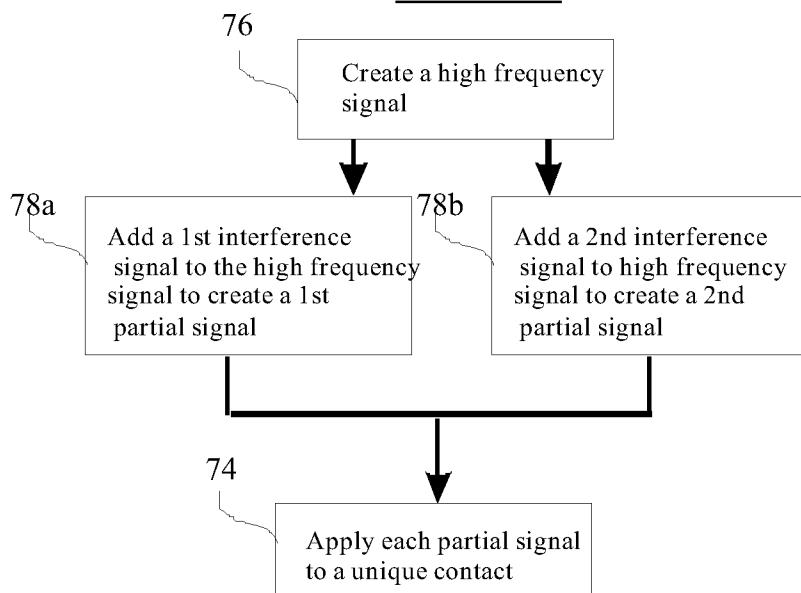 76
Create a high frequency
signal
78a
Add a 1st interference
signal to the high frequency
signal to create a 1st
partial signal
78b
Add a 2nd interference
signal to high frequency
signal to create a 2nd
partial signal
74
Apply each partial signal
to a unique contact